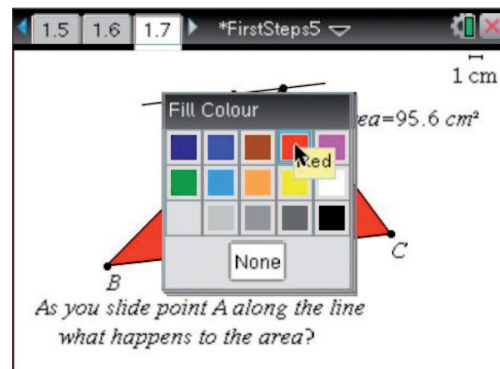 1.5 1.6 1.7 *FirstSteps5
1 cm
Fill Colour
ea=95.6 cm²
Red
None
B
C
As you slide point A along the line
what happens to the area?